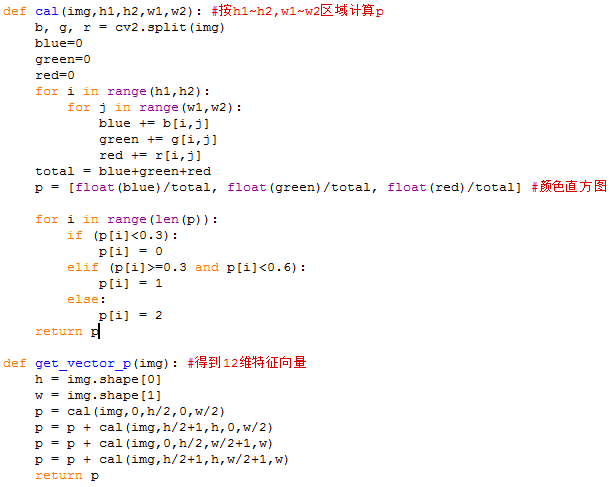 def cal(img,h1,h2,w1,w2): #按h1~h2,w1~w2区域计算p
    b, g, r = cv2.split(img)
    blue=0
    green=0
    red=0
    for i in range(h1,h2):
        for j in range(w1,w2):
            blue += b[i,j]
            green += g[i,j]
            red += r[i,j]
    total = blue+green+red
    p = [float(blue)/total, float(green)/total, float(red)/total] #颜色直方图

    for i in range(len(p)):
        if (p[i]<0.3):
            p[i] = 0
        elif (p[i]>=0.3 and p[i]<0.6):
            p[i] = 1
        else:
            p[i] = 2
    return p

def get_vector_p(img): #得到12维特征向量
    h = img.shape[0]
    w = img.shape[1]
    p = cal(img,0,h/2,0,w/2)
    p = p + cal(img,h/2+1,h,0,w/2)
    p = p + cal(img,0,h/2,w/2+1,w)
    p = p + cal(img,h/2+1,h,w/2+1,w)
    return p